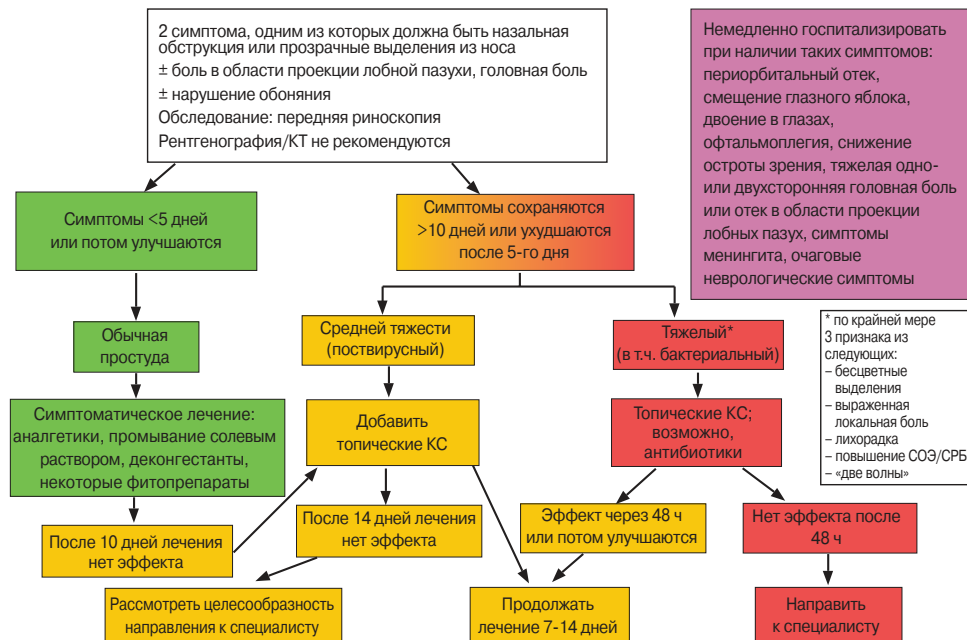 2 симптома, одним из которых должна быть назальная
обструкция или прозрачные выделения из носа
± боль в области проекции лобной пазухи, головная боль
± нарушение обоняния
Обследование: передняя риноскопия
Рентгенография/КТ не рекомендуются
Немедленно госпитализировать
при наличии таких симптомов:
периорбитальный отек,
смещение глазного яблока,
двоение в глазах,
офтальмоплегия, снижение
остроты зрения, тяжелая одно-
или двухсторонняя головная боль
или отек в области проекции
лобных пазух, симптомы
менингита, очаговые
неврологические симптомы
Симптомы <5 дней
или потом улучшаются
Симптомы сохраняются
>10 дней или ухудшаются
после 5-го дня
Обычная
простуда
Средней тяжести
(поствирусный)
Тяжелый*
(в т.ч. бактериальный)
* по крайней мере
3 признака из
следующих:
– бесцветные
выделения
– выраженная
локальная боль
– лихорадка
– повышение СОЭ/СРБ
– «две волны»
Симптоматическое лечение:
аналгетики, промывание солевым
раствором, деконгестанты,
некоторые фитопрепараты
Добавить
топические КС
Топические КС;
возможно,
антибиотики
После 10 дней лечения
нет эффекта
После 14 дней лечения
нет эффекта
Эффект через 48 ч
или потом улучшаются
Нет эффекта после
48 ч
Рассмотреть целесообразность
направления к специалисту
Продолжать
лечение 7-14 дней
Направить
к специалисту